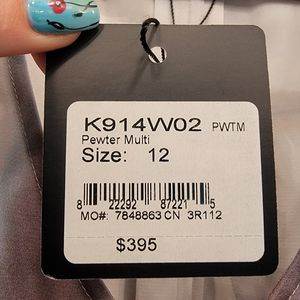 K914W02 PWTM
Pewter Multi
Size: 12
8 22292 87221 5
MO#: 7848863 CN 3R112
$395